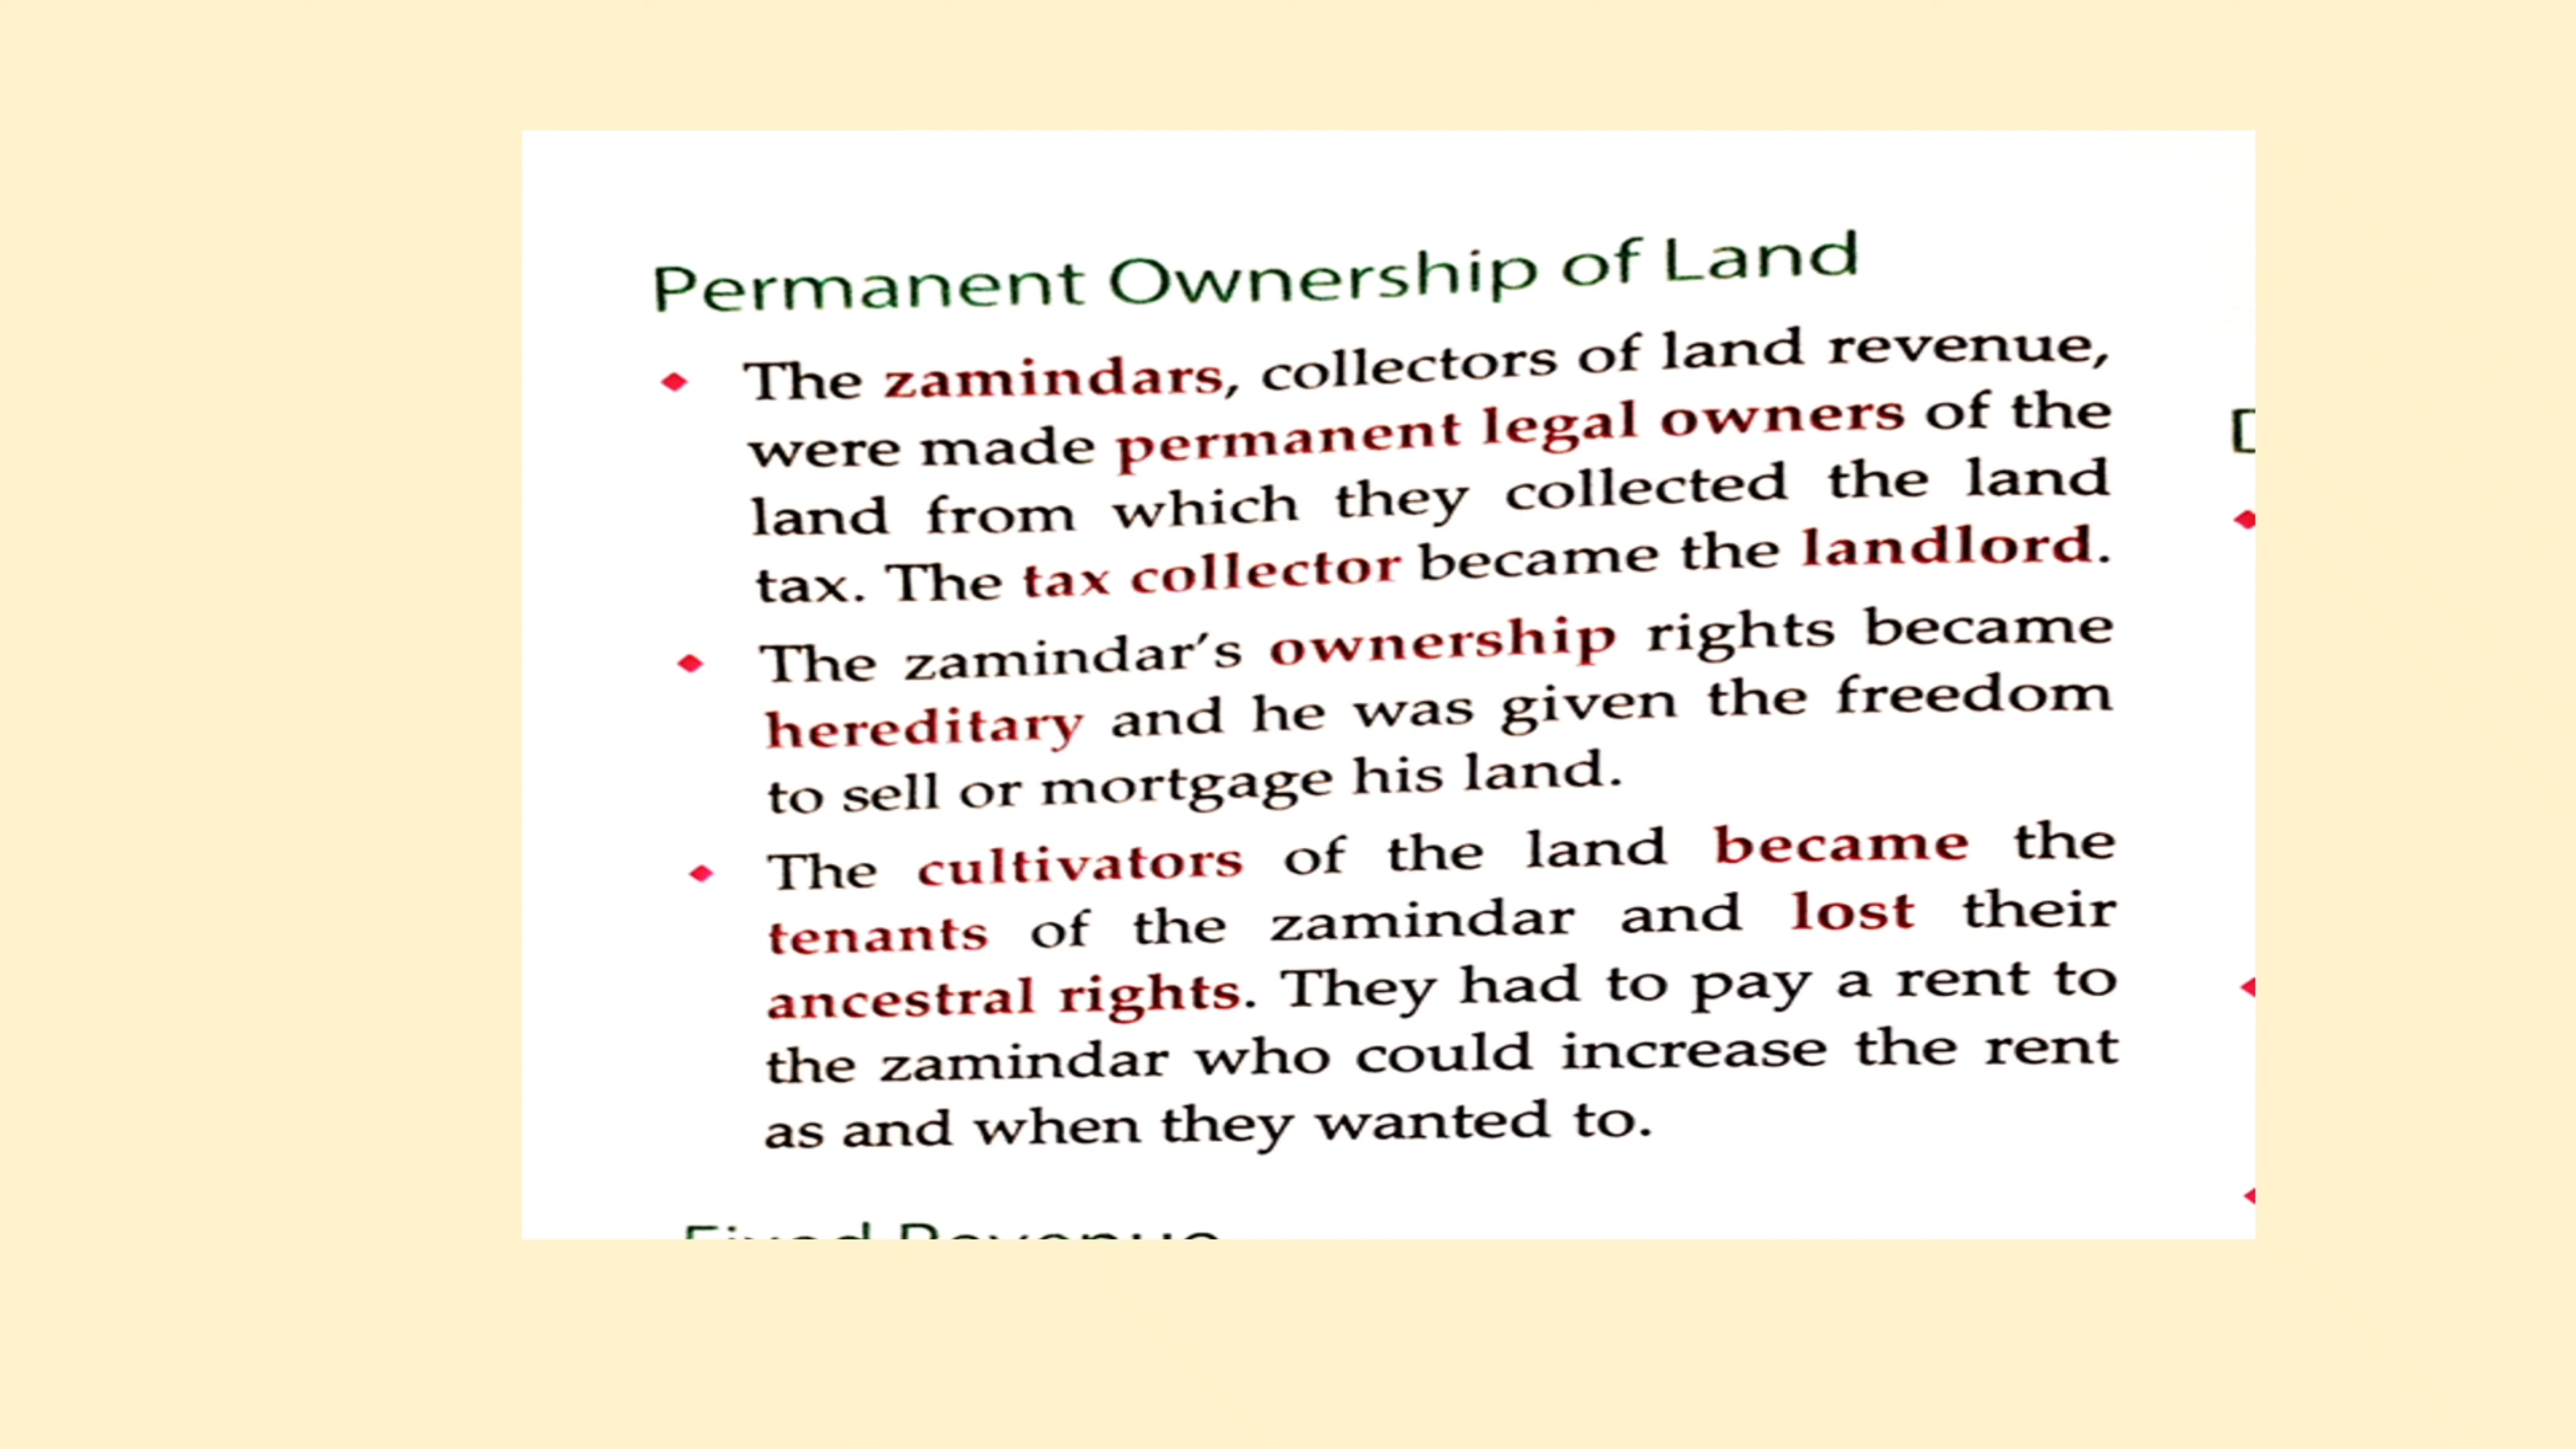 Permanent Ownership of Land
The zamindars, collectors of land revenue,
were made permanent legal owners of the
land from which they collected the land
tax. The tax collector became the landlord.
The zamindar's ownership rights became
hereditary and he was given the freedom
to sell or mortgage his land.
The cultivators of the land became the
tenants of the zamindar and lost their
ancestral rights. They had to pay a rent to
the zamindar who could increase the rent
as and when they wanted to.
Fixed Revenue